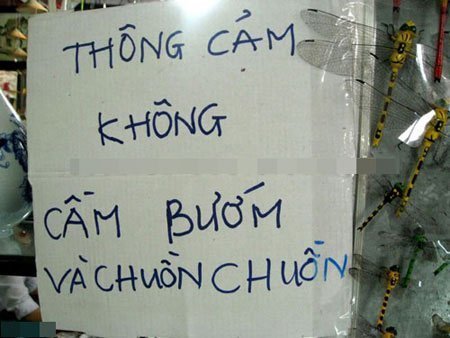 THÔNG CẢM
KHÔNG
CẦM BƯỚM
VÀ CHUỒN CHUỒN